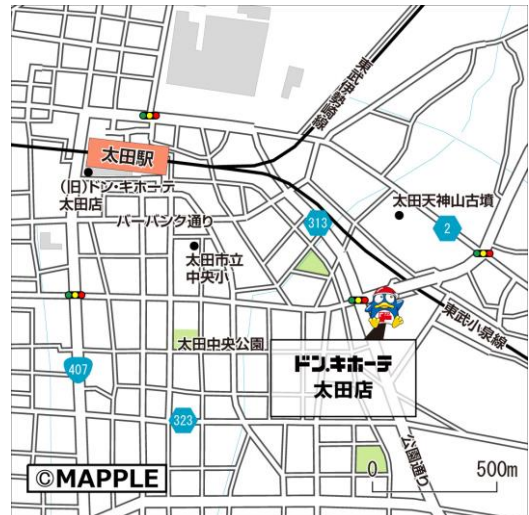 東武伊勢崎線
太田駅
(旧)ドン・キホーテ
太田店
太田天神山古墳
バーバンク通り
313
2
太田市立
中央小
東武小泉線
太田中央公園
ドン.キホーテ
太田店
407
323
公園通り
©MAPPLE
0 500m